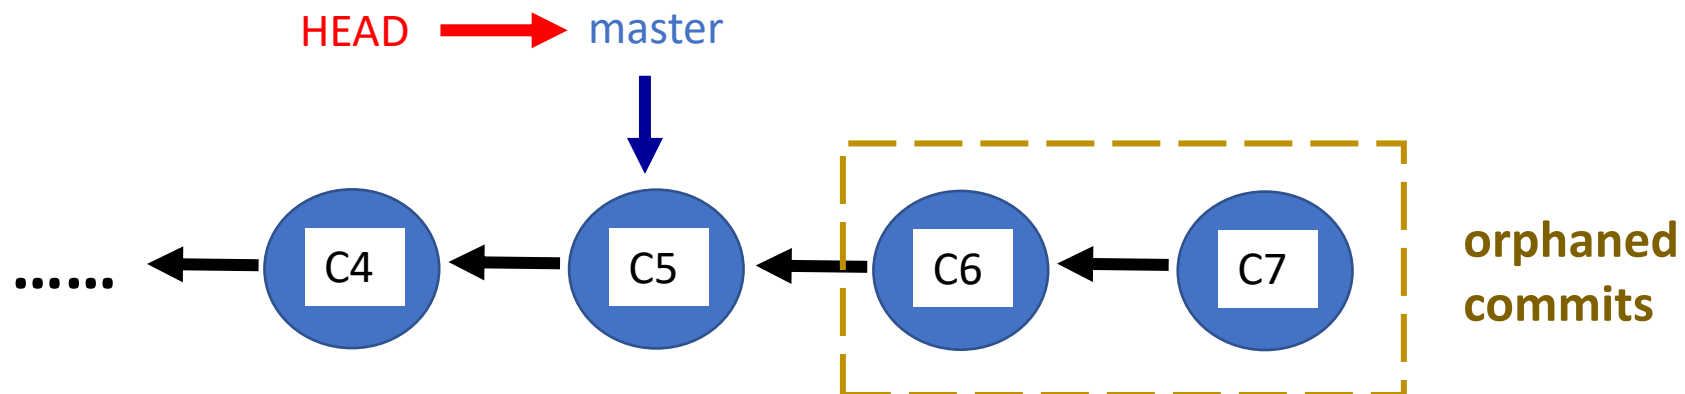 HEAD master
...... C4 C5 C6 C7
orphaned
commits